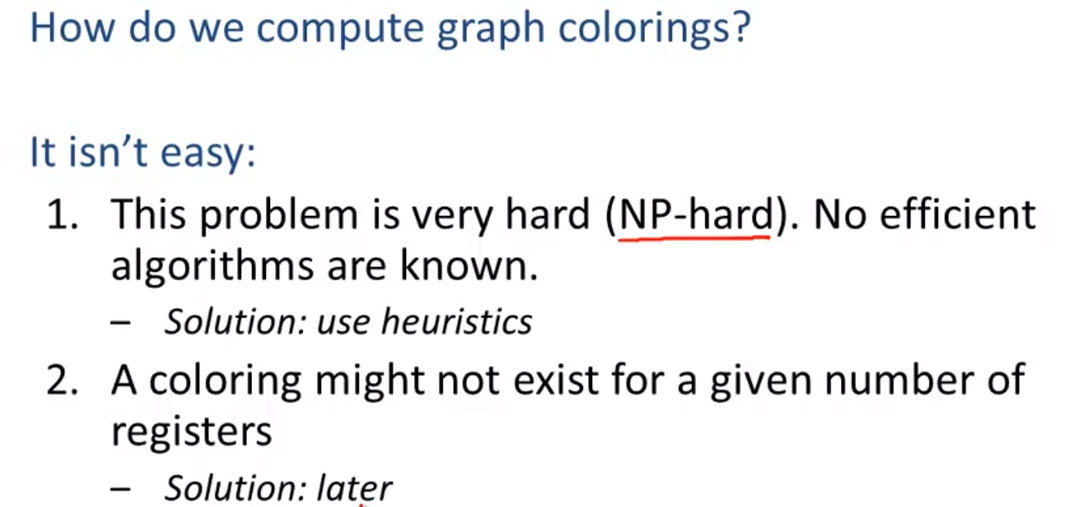 How do we compute graph colorings?
It isn’t easy:
1. This problem is very hard (NP-hard). No efficient
algorithms are known.
– Solution: use heuristics
2. A coloring might not exist for a given number of
registers
– Solution: later